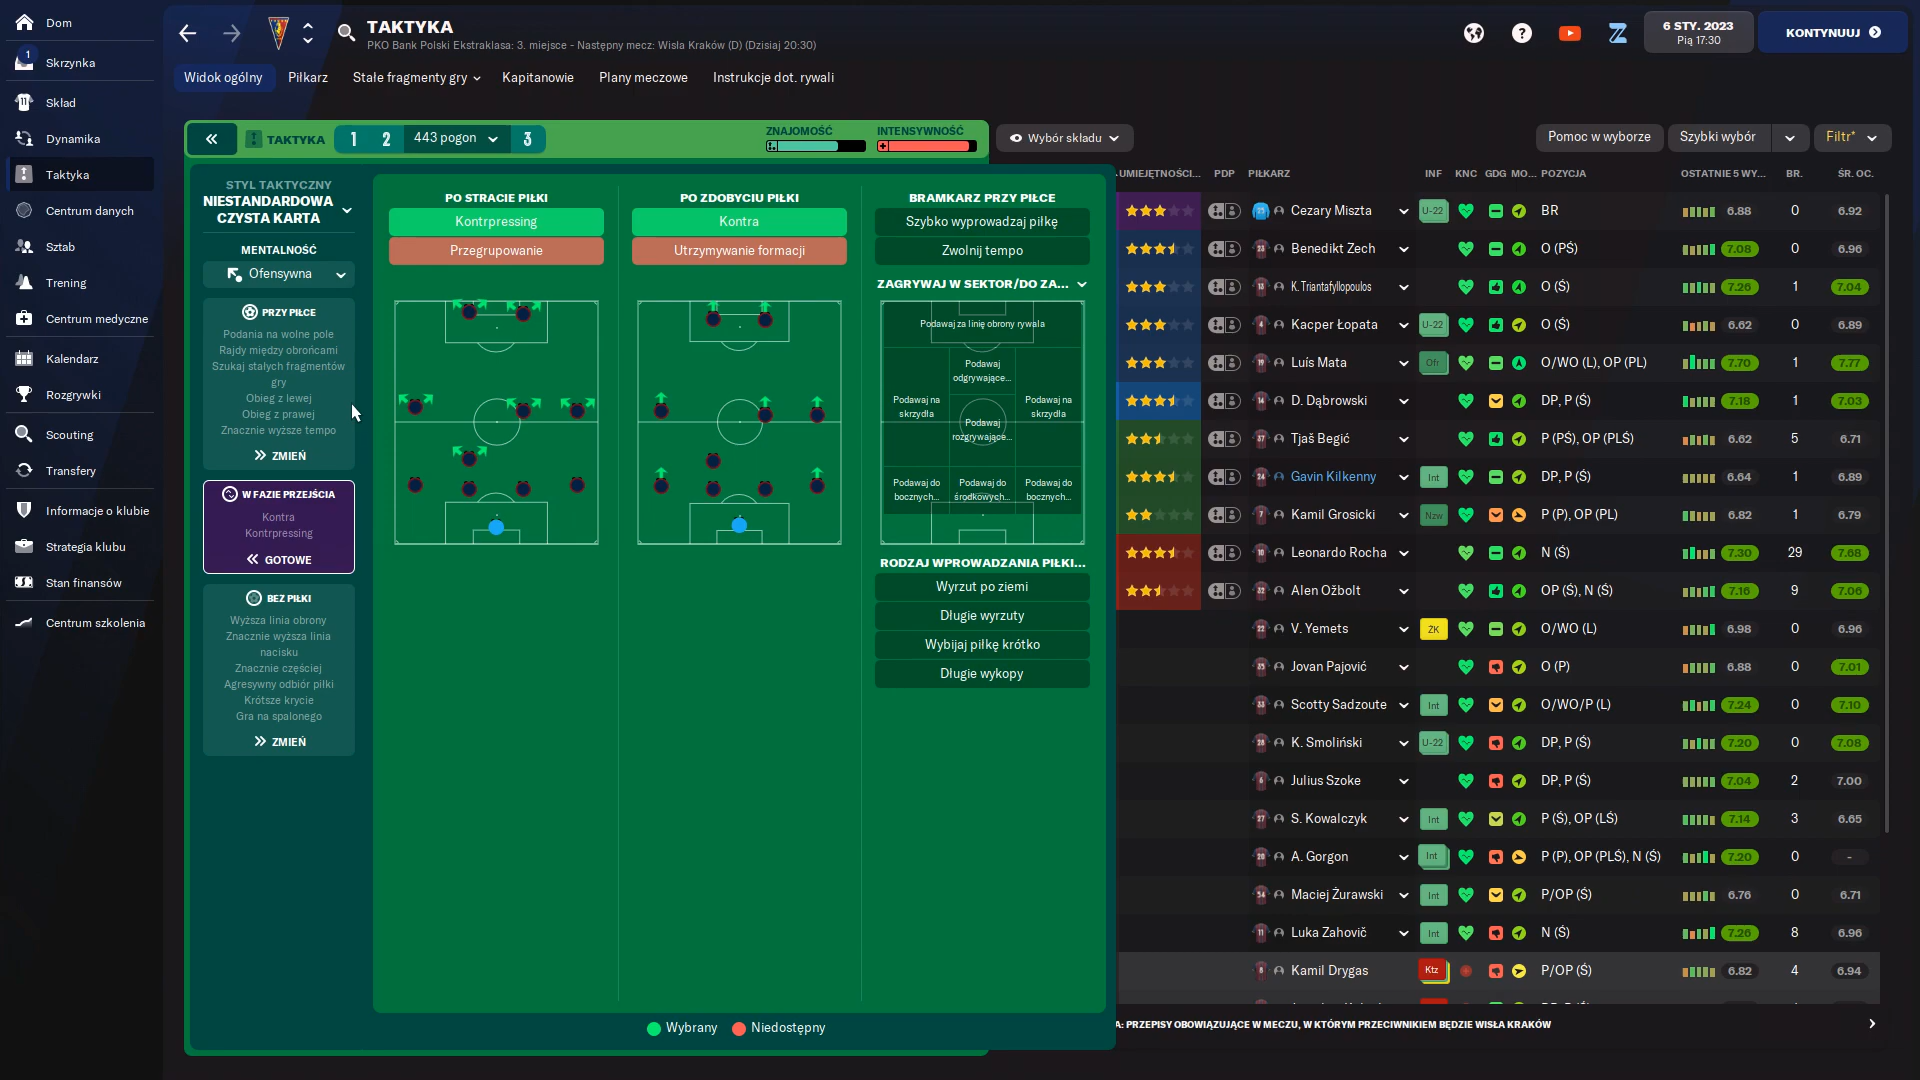 Dom
1
Skrzynka
Skład
Dynamika
Taktyka
Centrum danych
Sztab
Trening
Centrum medyczne
Kalendarz
Rozgrywki
Scouting
Transfery
Informacje o klubie
Strategia klubu
Stan finansów
Centrum szkolenia
TAKTYKA
PKO Bank Polski Ekstraklasa: 3. miejsce - Następny mecz: Wisła Kraków (D) (Dzisiaj 20:30)
6 STY. 2023
Pią 17:30
KONTYNUUJ
Widok ogólny
Piłkarz
Stałe fragmenty gry
Kapitanowie
Plany meczowe
Instrukcje dot. rywali
TAKTYKA
1
2
443 pogon
3
ZNAJOMOŚĆ
INTENSYWNOŚĆ
Wybór składu
Pomoc w wyborze
Szybki wybór
Filtr*
STYL TAKTYCZNY
NIESTANDARDOWA
CZYSTA KARTA
MENTALNOŚĆ
Ofensywna
PRZY PIŁCE
Podania na wolne pole
Rajdy między obrońcami
Szukaj stałych fragmentów
gry
Obieg z lewej
Obieg z prawej
Znacznie wyższe tempo
ZMIEŃ
W FAZIE PRZEJŚCIA
Kontra
Kontrpressing
GOTOWE
BEZ PIŁKI
Wyższa linia obrony
Znacznie wyższa linia
nacisku
Znacznie częściej
Agresywny odbiór piłki
Krótsze krycie
Gra na spalonego
ZMIEŃ
PO STRACIE PIŁKI
Kontrpressing
Przegrupowanie
PO ZDOBYCIU PIŁKI
Kontra
Utrzymywanie formacji
BRAMKARZ PRZY PIŁCE
Szybko wyprowadzaj piłkę
Zwolnij tempo
ZAGRYWAJ W SEKTOR/DO ZA...
Podawaj za linię obrony rywala
Podawaj
odgrywające...
Podawaj na
skrzydła
Podawaj na
skrzydła
Podawaj
rozgrywające...
Podawaj do
bocznych...
Podawaj do
środkowych...
Podawaj do
bocznych...
RODZAJ WPROWADZANIA PIŁKI...
Wyrzut po ziemi
Długie wyrzuty
Wybijaj piłkę krótko
Długie wykopy
Wybrany
Niedostępny
UMIEJĘTNOŚCI... PDP PIŁKARZ INF KNC GDG MO... POZYCJA OSTATNIE 5 WY... BR. ŚR. OC.
Cezary Miszta U-22 BR 6.88 0 6.92
Benedikt Zech O (PŚ) 7.08 0 6.96
K. Triantafyllopoulos O (Ś) 7.26 1 7.04
Kacper Łopata U-22 O (Ś) 6.62 0 6.89
Luís Mata Ofr O/WO (L), OP (PL) 7.70 1 7.77
D. Dąbrowski DP, P (Ś) 7.18 1 7.03
Tjaš Begić P (PŚ), OP (PLŚ) 6.62 5 6.71
Gavin Kilkenny Int DP, P (Ś) 6.64 1 6.89
Kamil Grosicki Nzw P (P), OP (PL) 6.82 1 6.79
Leonardo Rocha N (Ś) 7.30 29 7.68
Alen Ožbolt OP (Ś), N (Ś) 7.16 9 7.06
V. Yemets ŻK O/WO (L) 6.98 0 6.96
Jovan Pajović O (P) 6.88 0 7.01
Scotty Sadzoute Int O/WO/P (L) 7.24 0 7.10
K. Smoliński U-22 DP, P (Ś) 7.20 0 7.08
Julius Szoke DP, P (Ś) 7.04 2 7.00
S. Kowalczyk Int P (Ś), OP (LŚ) 7.14 3 6.65
A. Gorgon Int P (P), OP (PLŚ), N (Ś) 7.20 0 -
Maciej Żurawski Int P/OP (Ś) 6.76 0 6.71
Luka Zahovič Int N (Ś) 7.26 8 6.96
Kamil Drygas Ktz P/OP (Ś) 6.82 4 6.94
A: PRZEPISY OBOWIĄZUJĄCE W MECZU, W KTÓRYM PRZECIWNIKIEM BĘDZIE WISŁA KRAKÓW